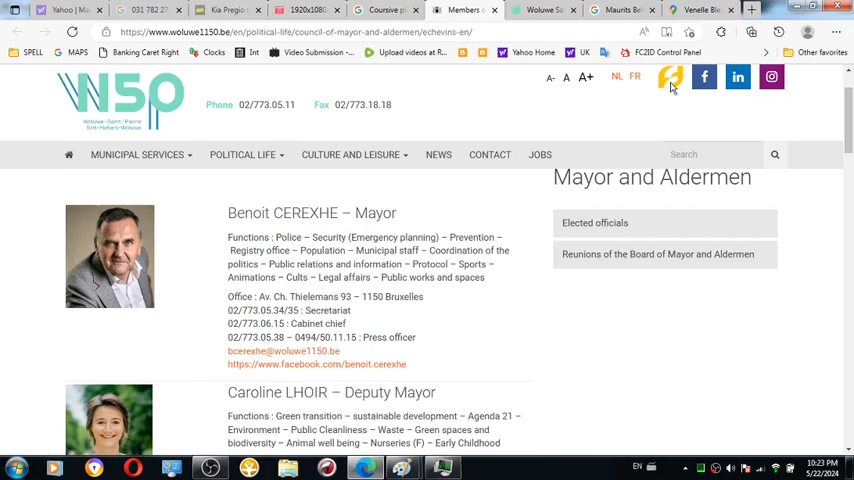 Yahoo | Ma
031 782 27
Kia Pregio
1920x1080
Coursive pl
Members o
Woluwe Sa
Maurits Bel
Venelle Ble
https://www.woluwe1150.be/en/political-life/council-of-mayor-and-aldermen/echevins-en/
SPELL
MAPS
Banking Caret Right
Clocks
Int
Video Submission -...
Upload videos at R...
Yahoo Home
UK
FC2ID Control Panel
Other favorites
W50
Woluwe-Saint-Pierre
Sint-Pieters-Woluwe
Phone 02/773.05.11 Fax 02/773.18.18
A- A A+ NL FR
MUNICIPAL SERVICES POLITICAL LIFE CULTURE AND LEISURE NEWS CONTACT JOBS Search
Mayor and Aldermen
Elected officials
Reunions of the Board of Mayor and Aldermen
Benoit CEREXHE – Mayor
Functions : Police – Security (Emergency planning) – Prevention –
Registry office – Population – Municipal staff – Coordination of the
politics – Public relations and information – Protocol – Sports –
Animations – Cults – Legal affairs – Public works and spaces
Office : Av. Ch. Thielemans 93 – 1150 Bruxelles
02/773.05.34/35 : Secretariat
02/773.06.15 : Cabinet chief
02/773.05.38 – 0494/50.11.15 : Press officer
bcerexhe@woluwe1150.be
https://www.facebook.com/benoit.cerexhe
Caroline LHOIR – Deputy Mayor
Functions : Green transition – sustainable development – Agenda 21 –
Environment – Public Cleanliness – Waste – Green spaces and
biodiversity – Animal well being – Nurseries (F) – Early Childhood
EN
10:23 PM
5/22/2024